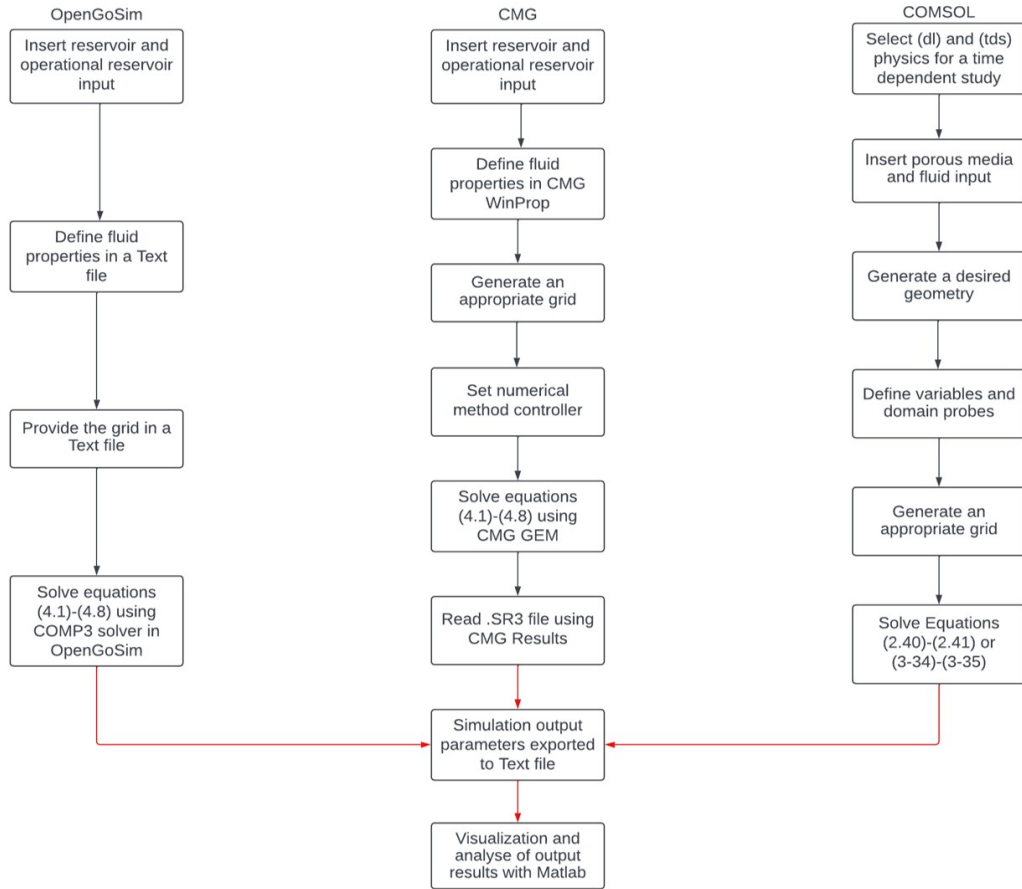 OpenGoSim
Insert reservoir and
operational reservoir
input
Define fluid
properties in a Text
file
Provide the grid in a
Text file
Solve equations
(4.1)-(4.8) using
COMP3 solver in
OpenGoSim
CMG
Insert reservoir and
operational reservoir
input
Define fluid
properties in CMG
WinProp
Generate an
appropriate grid
Set numerical
method controller
Solve equations
(4.1)-(4.8) using
CMG GEM
Read .SR3 file using
CMG Results
COMSOL
Select (dl) and (tds)
physics for a time
dependent study
Insert porous media
and fluid input
Generate a desired
geometry
Define variables and
domain probes
Generate an
appropriate grid
Solve Equations
(2.40)-(2.41) or
(3-34)-(3-35)
Simulation output
parameters exported
to Text file
Visualization and
analyse of output
results with Matlab